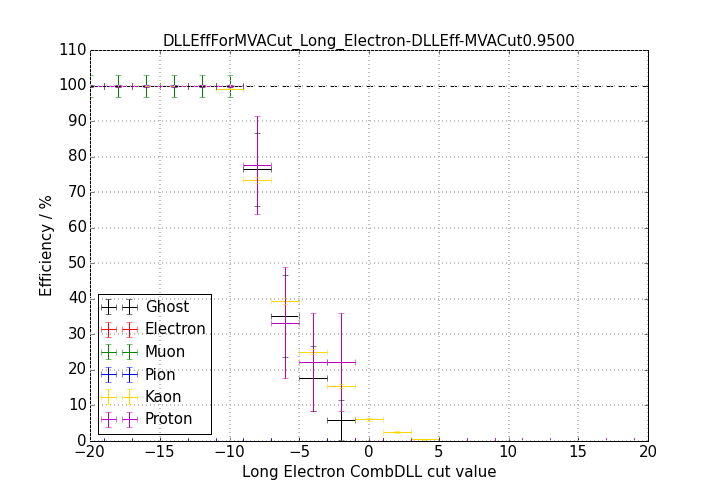 DLLEffForMVACut_Long_Electron-DLLEff-MVACut0.9500
110
100
90
80
70
60
50
40
30
20
10
0
Efficiency / %
Ghost
Electron
Muon
Pion
Kaon
Proton
−20 −15 −10 −5 0 5 10 15 20
Long Electron CombDLL cut value